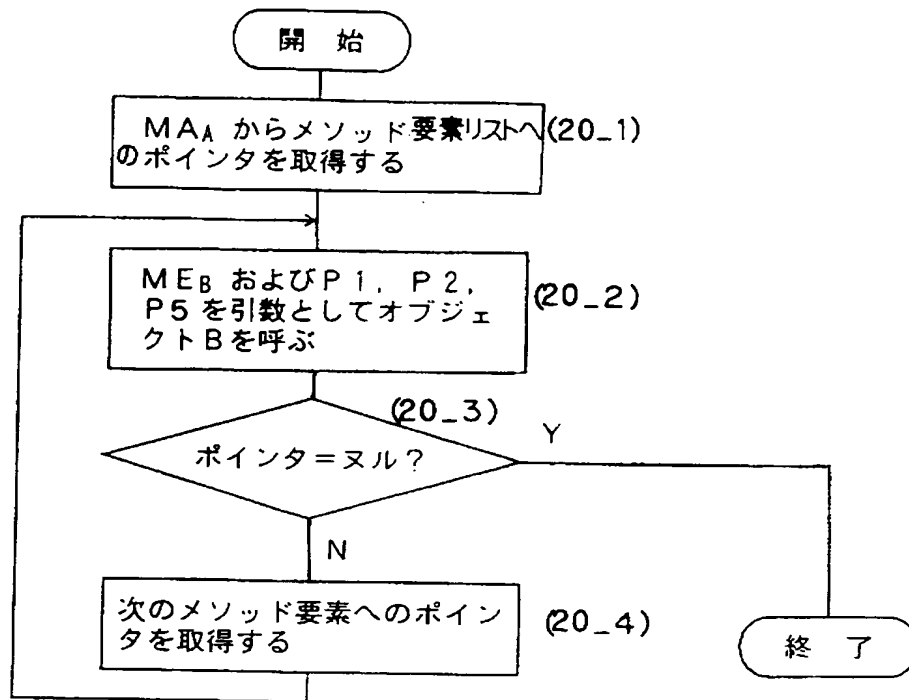 開 始
MAA からメソッド要素リストへ
のポインタを取得する
(20_1)
MEB およびP1, P2,
P5を引数としてオブジェ
クトBを呼ぶ
(20_2)
(20_3)
ポインタ=ヌル?
Y
N
次のメソッド要素へのポイン
タを取得する
(20_4)
終 了